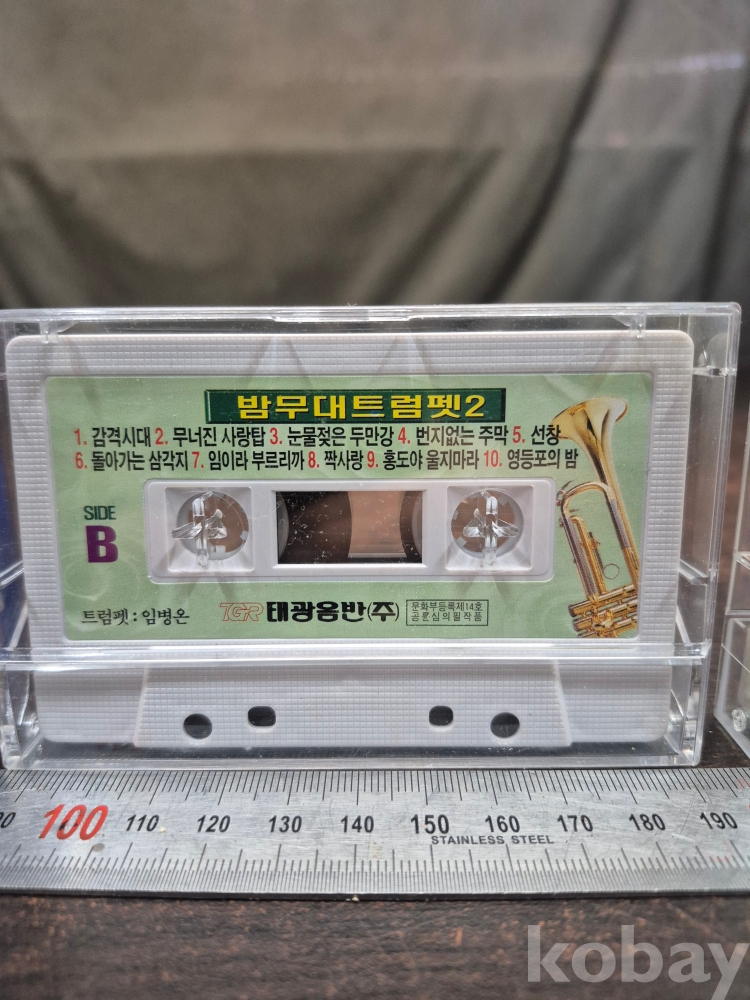 밤무대트럼펫2
1. 감격시대 2. 무너진 사랑탑 3. 눈물젖은 두만강 4. 번지없는 주막 5. 선창
6. 돌아가는 삼각지 7. 임이라 부르리까 8. 짝사랑 9. 홍도야 울지마라 10. 영등포의 밤
SIDE
B
트럼펫 : 임병온
TGR 태광음반(주)
문화부등록제14호
공륜심의필작품
100 110 120 130 140 150 160 170 180 190
STAINLESS STEEL
kobay